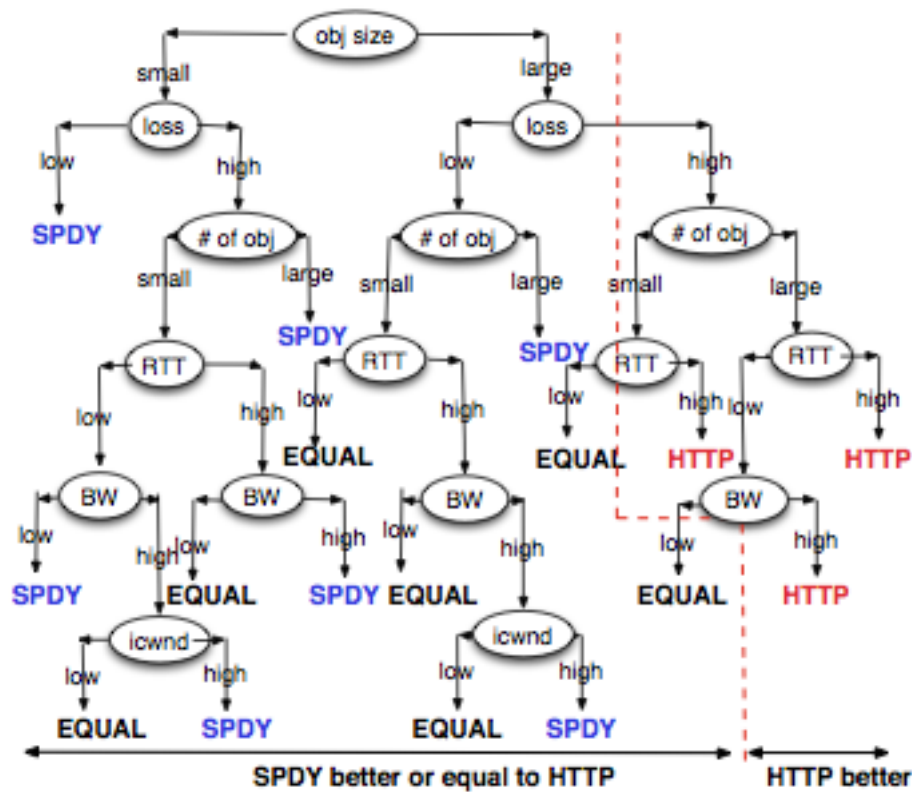 obj size
small
large
loss
loss
low
high
low
high
SPDY
# of obj
# of obj
# of obj
small
large
small
large
small
large
SPDY
SPDY
RTT
RTT
RTT
RTT
low
high
low
high
low
high
low
high
EQUAL
EQUAL
HTTP
HTTP
BW
BW
BW
BW
low
high
low
high
low
high
low
high
SPDY
EQUAL
SPDY
EQUAL
EQUAL
HTTP
icwnd
icwnd
low
high
low
high
EQUAL
SPDY
EQUAL
SPDY
SPDY better or equal to HTTP
HTTP better